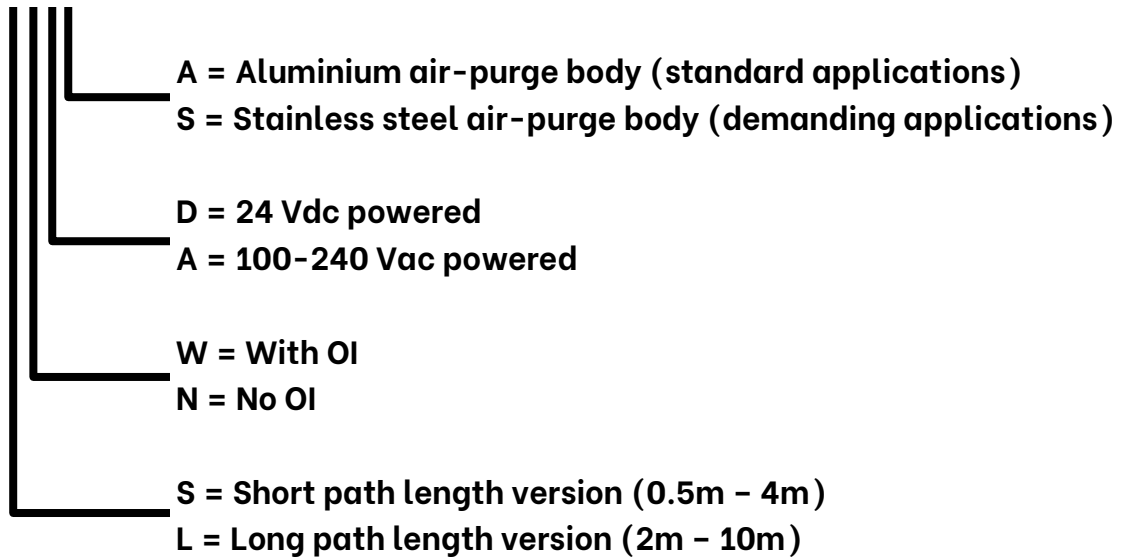 A = Aluminium air-purge body (standard applications)
S = Stainless steel air-purge body (demanding applications)
D = 24 Vdc powered
A = 100-240 Vac powered
W = With OI
N = No OI
S = Short path length version (0.5m – 4m)
L = Long path length version (2m – 10m)